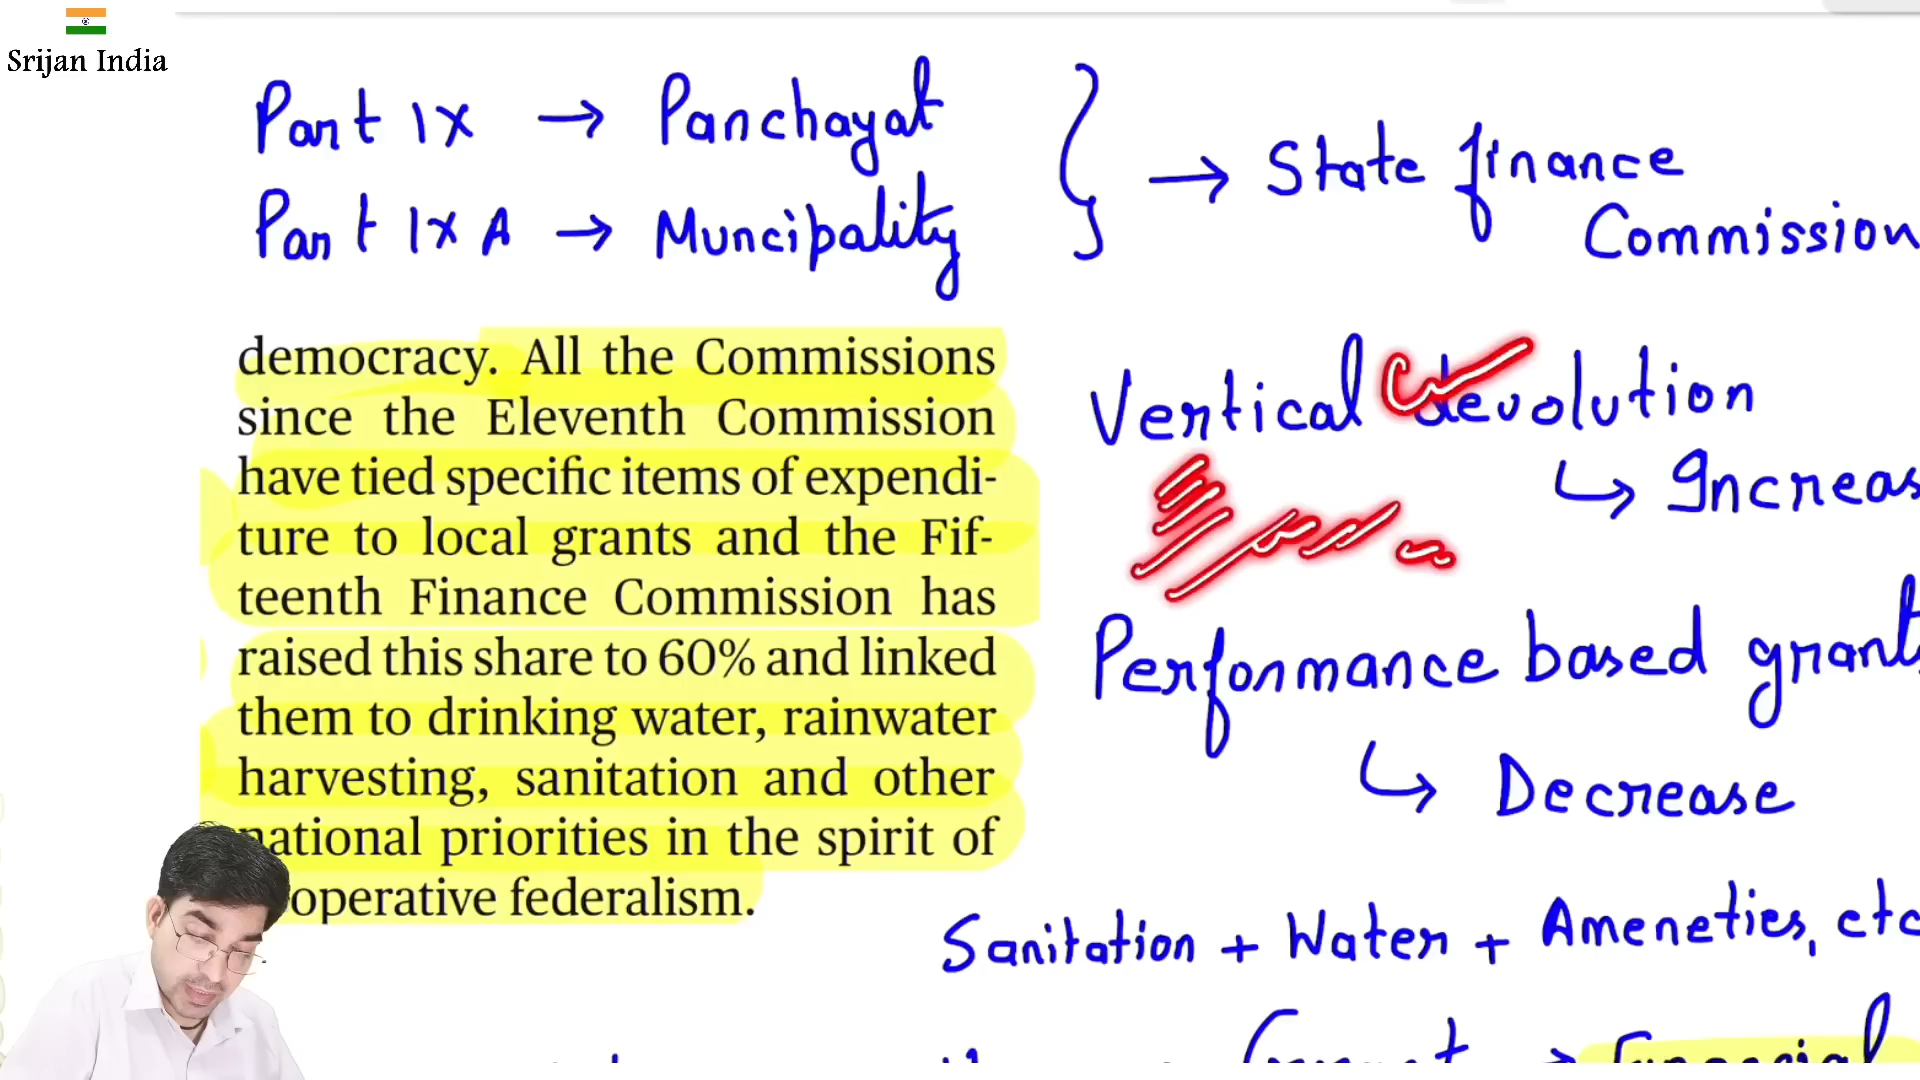 Srijan India
Part IX → Panchayat
Part IX A → Muncipality
→ State finance
Commission
democracy. All the Commissions
since the Eleventh Commission
have tied specific items of expendi-
ture to local grants and the Fif-
teenth Finance Commission has
raised this share to 60% and linked
them to drinking water, rainwater
harvesting, sanitation and other
national priorities in the spirit of
operative federalism.
Vertical devolution
↳ Increas
Performance based grants
↳ Decrease
Sanitation + Water + Ameneties, etc